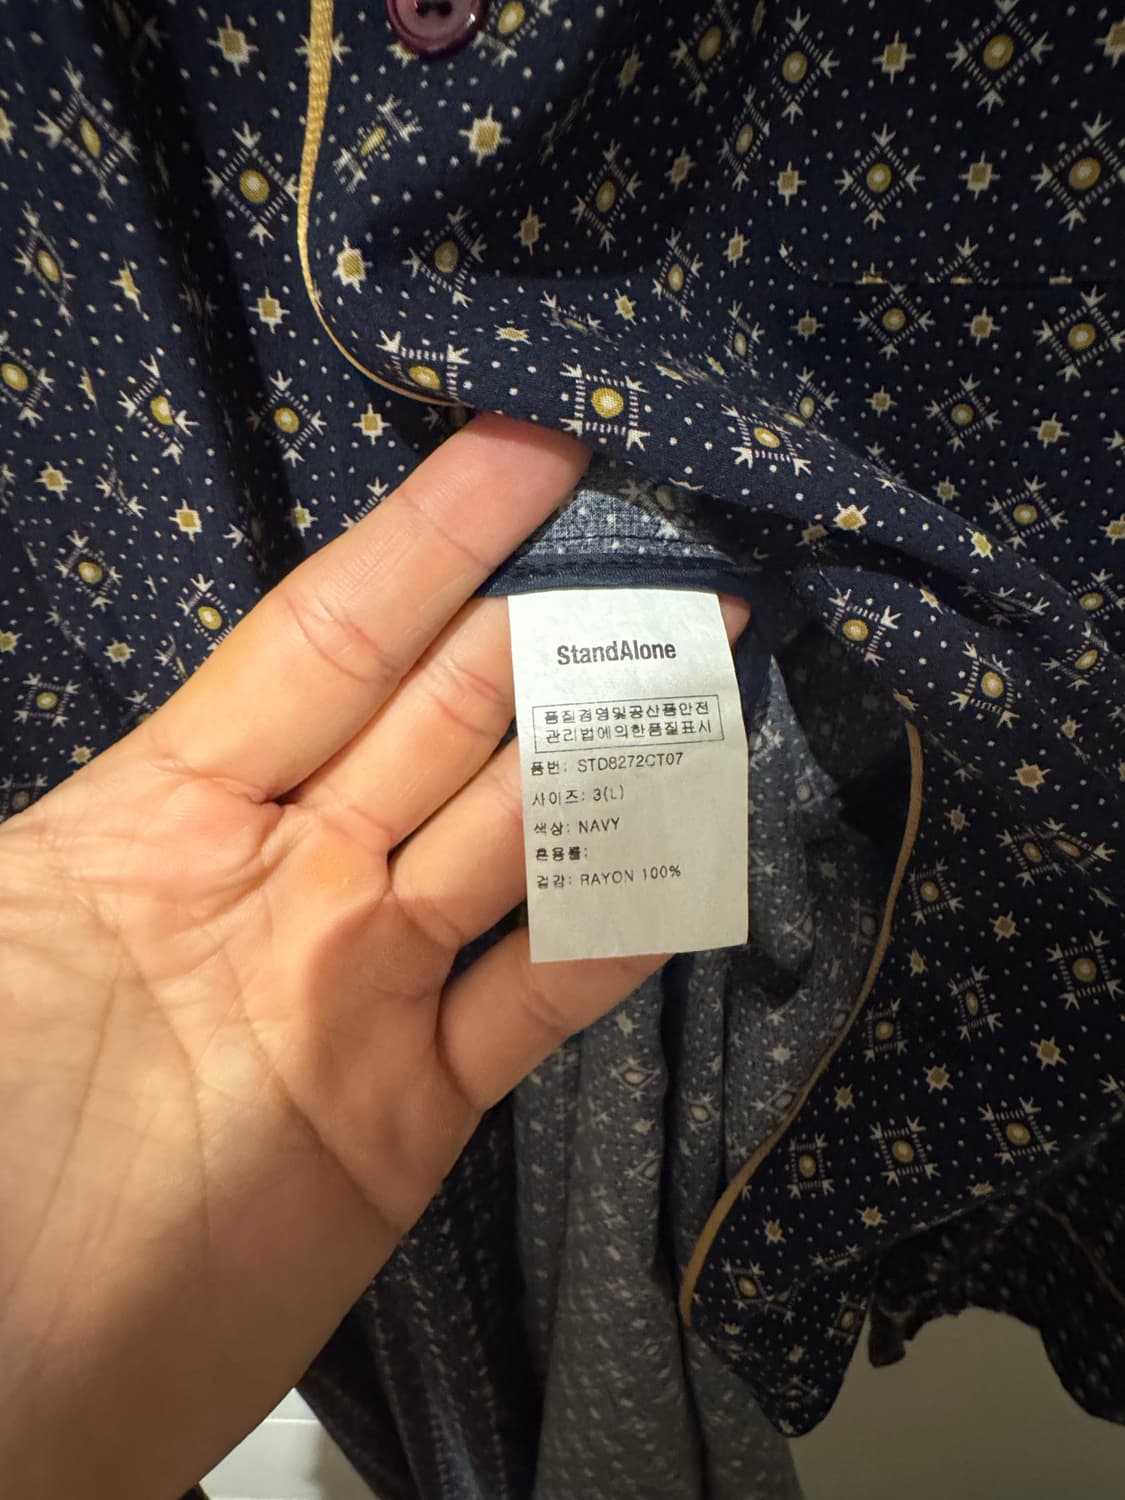 StandAlone
품질경영및공산품안전
관리법에의한품질표시
품번: STD8272CT07
사이즈: 3(L)
색상: NAVY
혼용률:
겉감: RAYON 100%